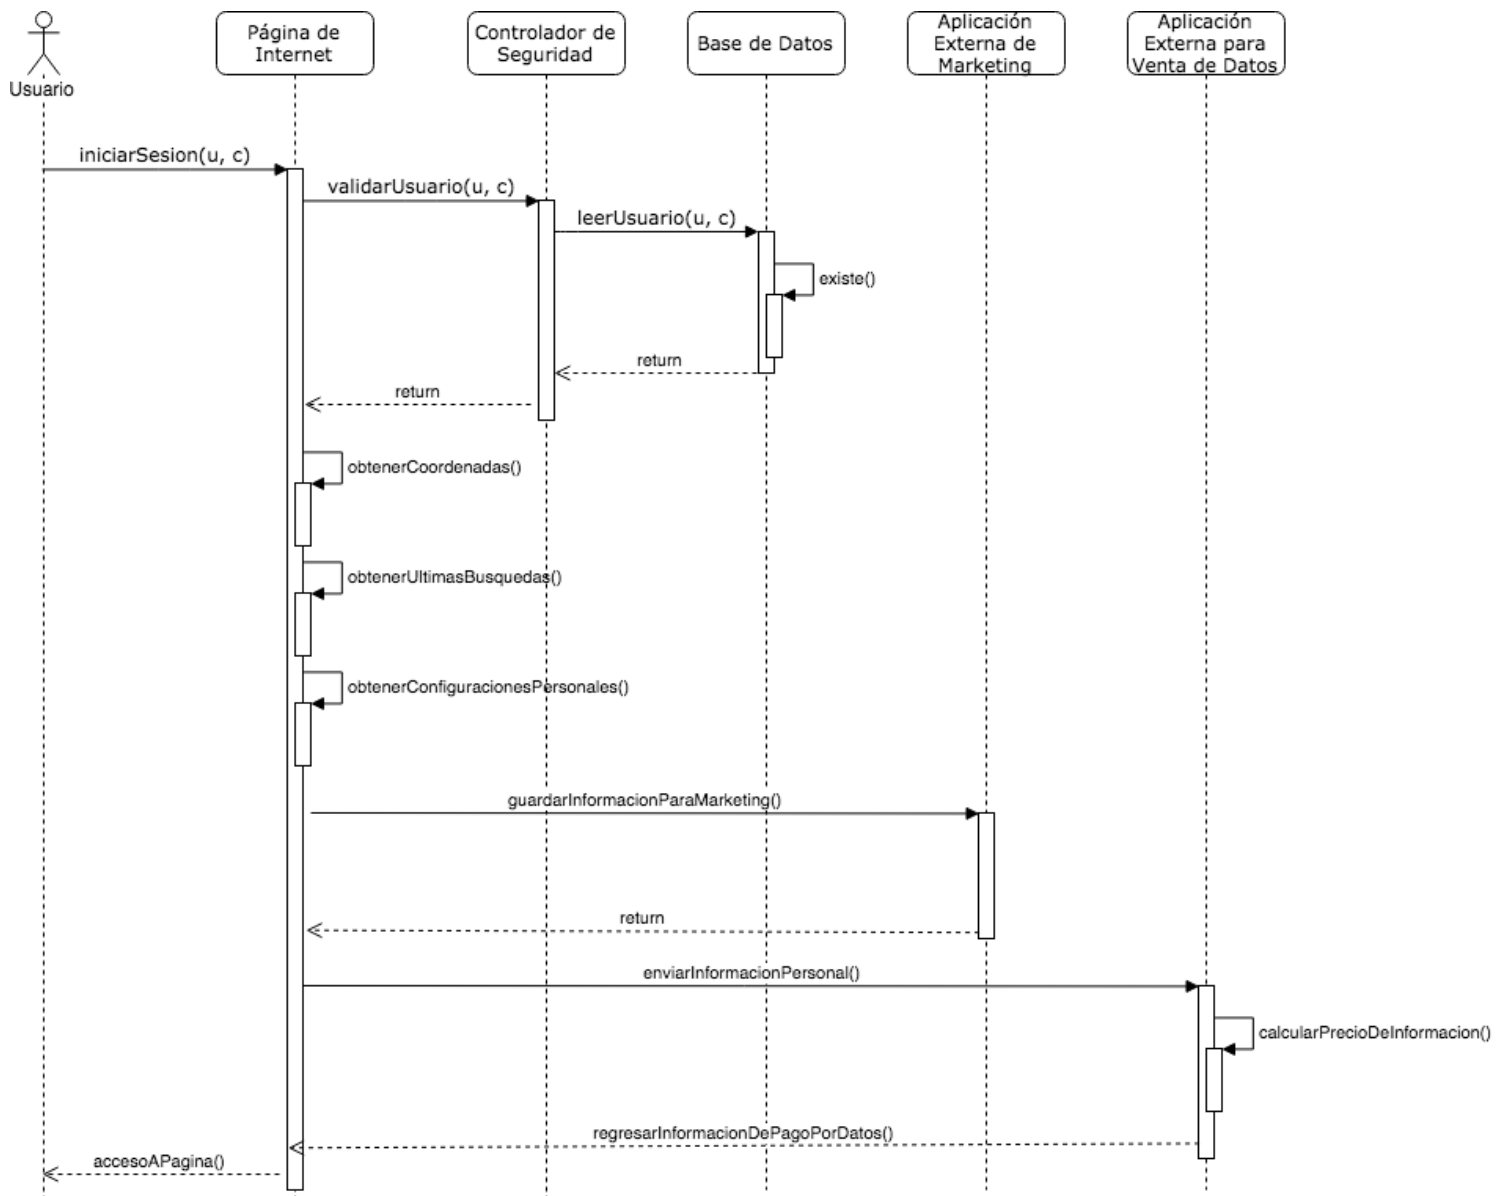 Usuario
Página de
Internet
Controlador de
Seguridad
Base de Datos
Aplicación
Externa de
Marketing
Aplicación
Externa para
Venta de Datos
iniciarSesion(u, c)
validarUsuario(u, c)
leerUsuario(u, c)
existe()
return
return
obtenerCoordenadas()
obtenerUltimasBusquedas()
obtenerConfiguracionesPersonales()
guardarInformacionParaMarketing()
return
enviarInformacionPersonal()
calcularPrecioDeInformacion()
regresarInformacionDePagoPorDatos()
accesoAPagina()